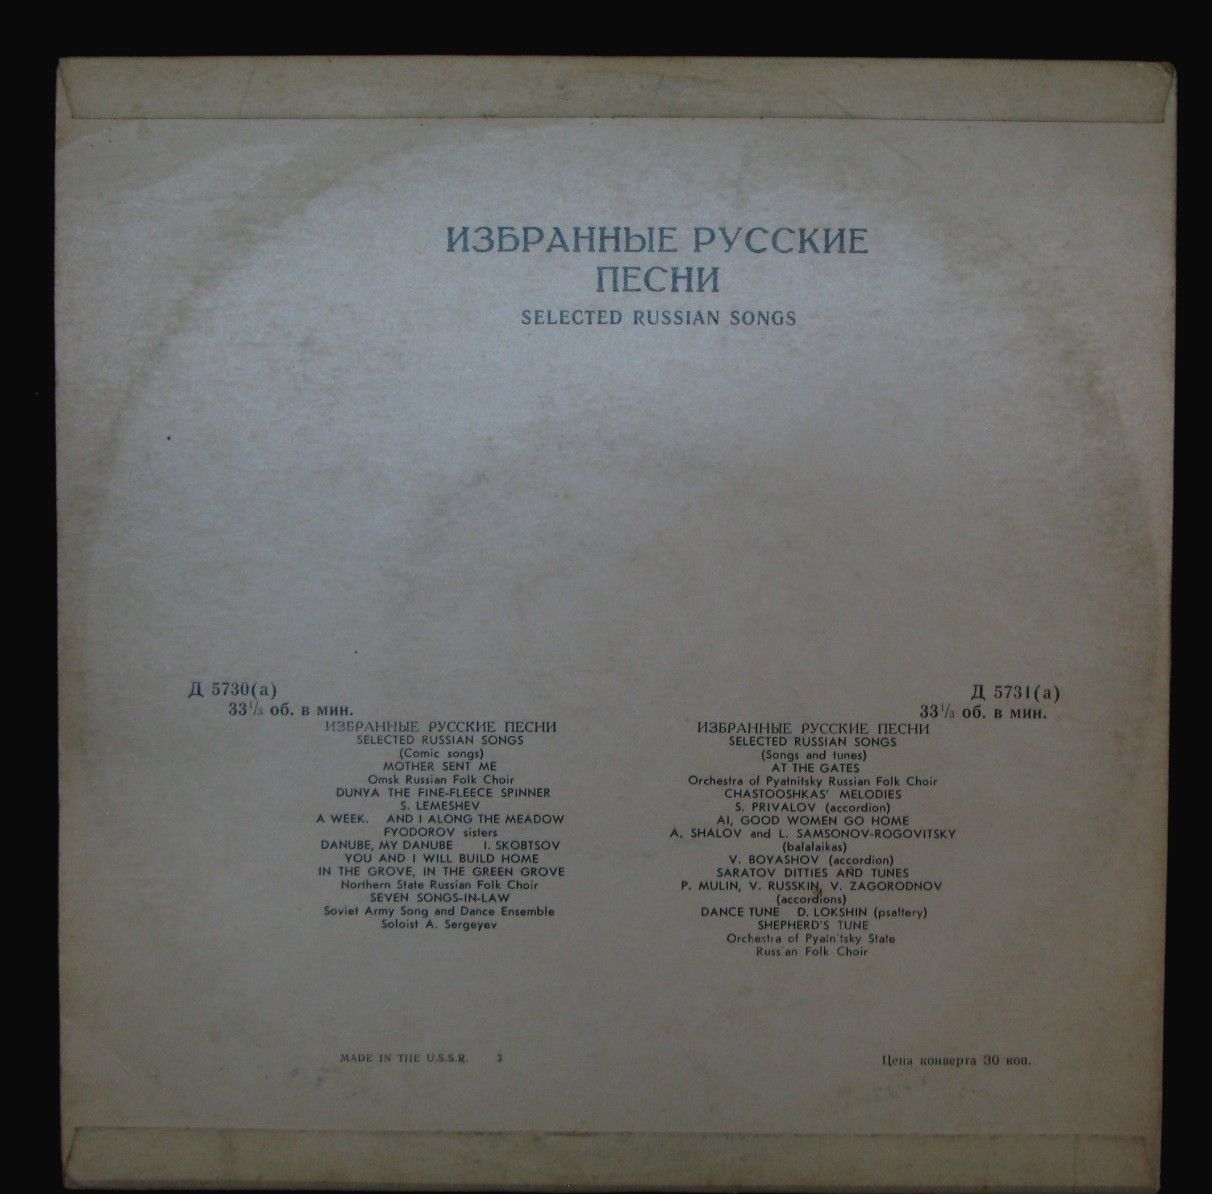 ИЗБРАННЫЕ РУССКИЕ
ПЕСНИ
SELECTED RUSSIAN SONGS
Д 5730(а)
33⅓ об. в мин.
ИЗБРАННЫЕ РУССКИЕ ПЕСНИ
SELECTED RUSSIAN SONGS
(Comic songs)
MOTHER SENT ME
Omsk Russian Folk Choir
DUNYA THE FINE-FLEECE SPINNER
S. LEMESHEV
A WEEK. AND I ALONG THE MEADOW
FYODOROV sisters
DANUBE, MY DANUBE I. SKOBTSOV
YOU AND I WILL BUILD HOME
IN THE GROVE, IN THE GREEN GROVE
Northern State Russian Folk Choir
SEVEN SONGS-IN-LAW
Soviet Army Song and Dance Ensemble
Soloist A. Sergeyev
Д 5731(а)
33⅓ об. в мин.
ИЗБРАННЫЕ РУССКИЕ ПЕСНИ
SELECTED RUSSIAN SONGS
(Songs and tunes)
AT THE GATES
Orchestra of Pyatnitsky Russian Folk Choir
CHASTOOSHKAS' MELODIES
S. PRIVALOV (accordion)
AI, GOOD WOMEN GO HOME
A. SHALOV and L. SAMSONOV-ROGOVITSKY
(balalaikas)
V. BOYASHOV (accordion)
SARATOV DITTIES AND TUNES
P. MULIN, V. RUSSKIN, V. ZAGORODNOV
(accordions)
DANCE TUNE D. LOKSHIN (psaltery)
SHEPHERD'S TUNE
Orchestra of Pyatnitsky State
Russian Folk Choir
MADE IN THE U.S.S.R. 3
Цена конверта 30 коп.